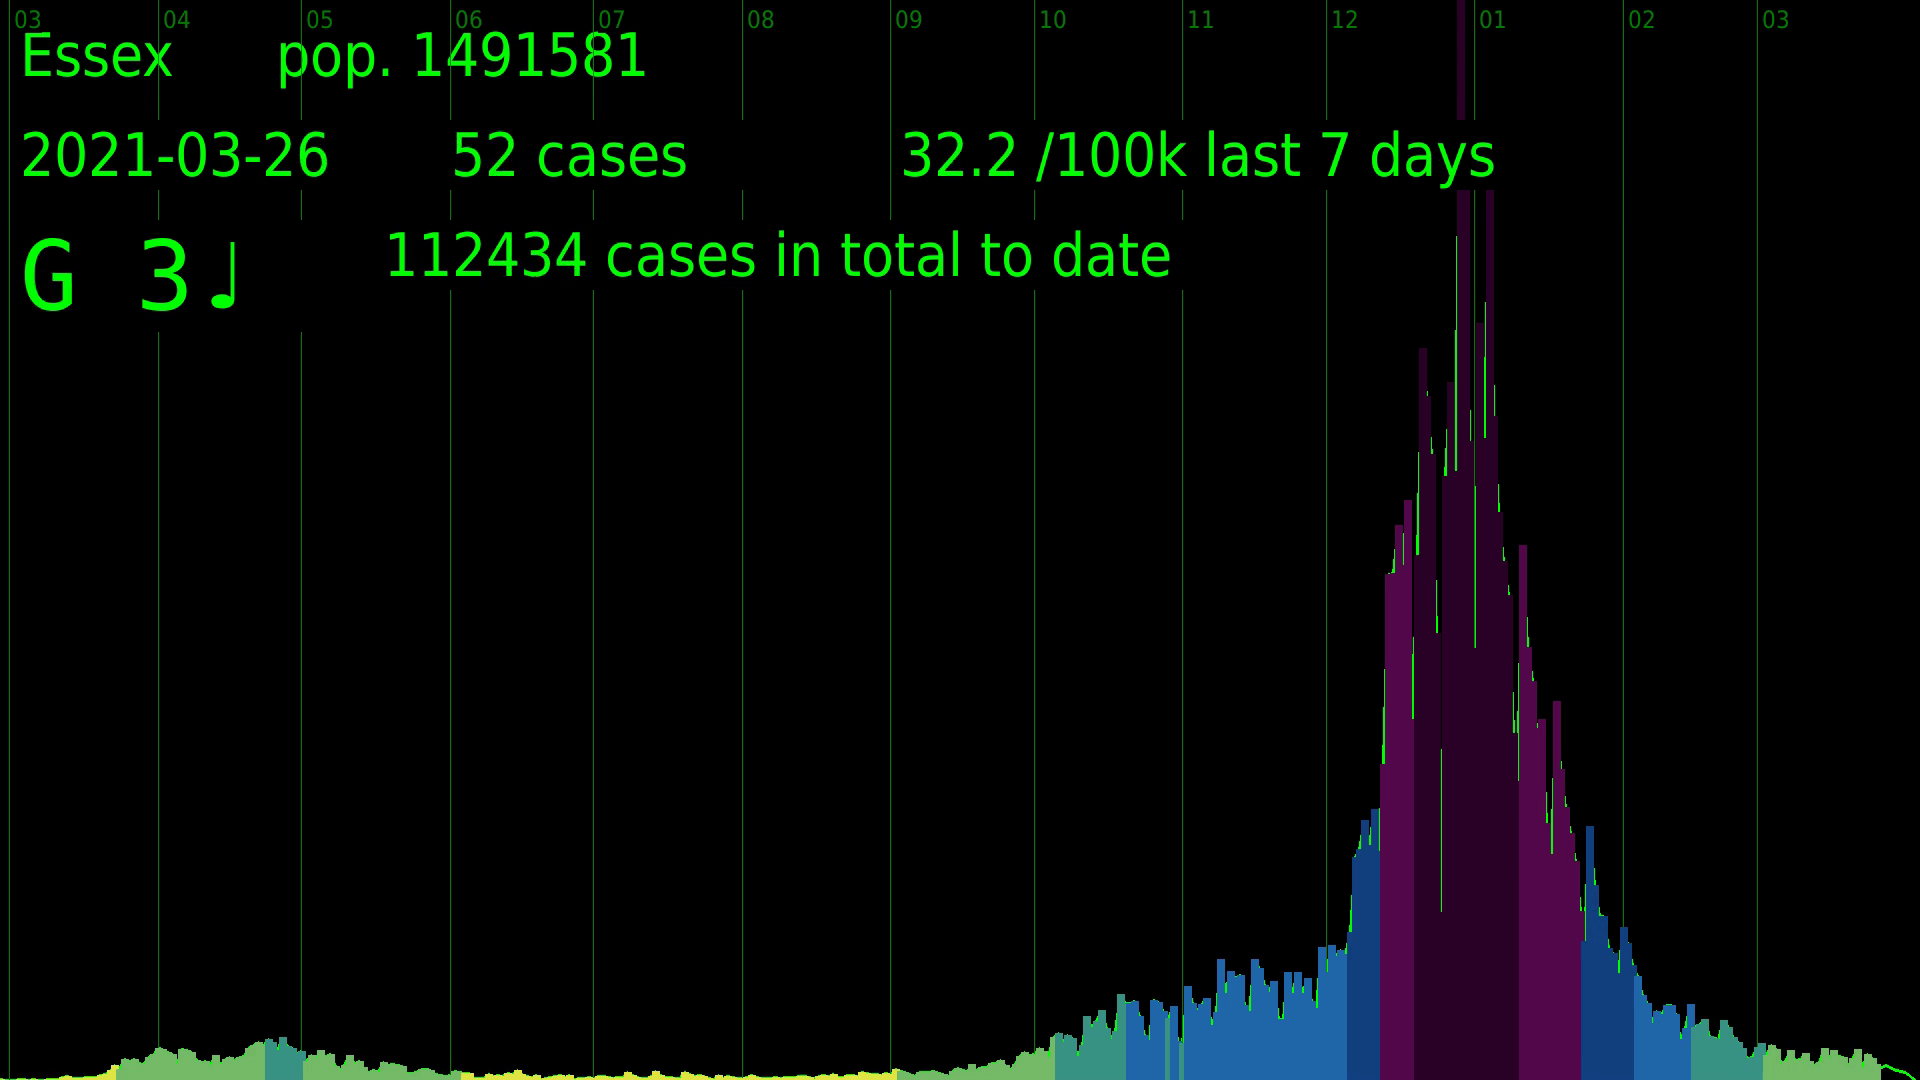 03 04 05 06 07 08 09 10 11 12 01 02 03
Essex pop. 1491581
2021-03-26 52 cases 32.2 /100k last 7 days
G 3♩ 112434 cases in total to date